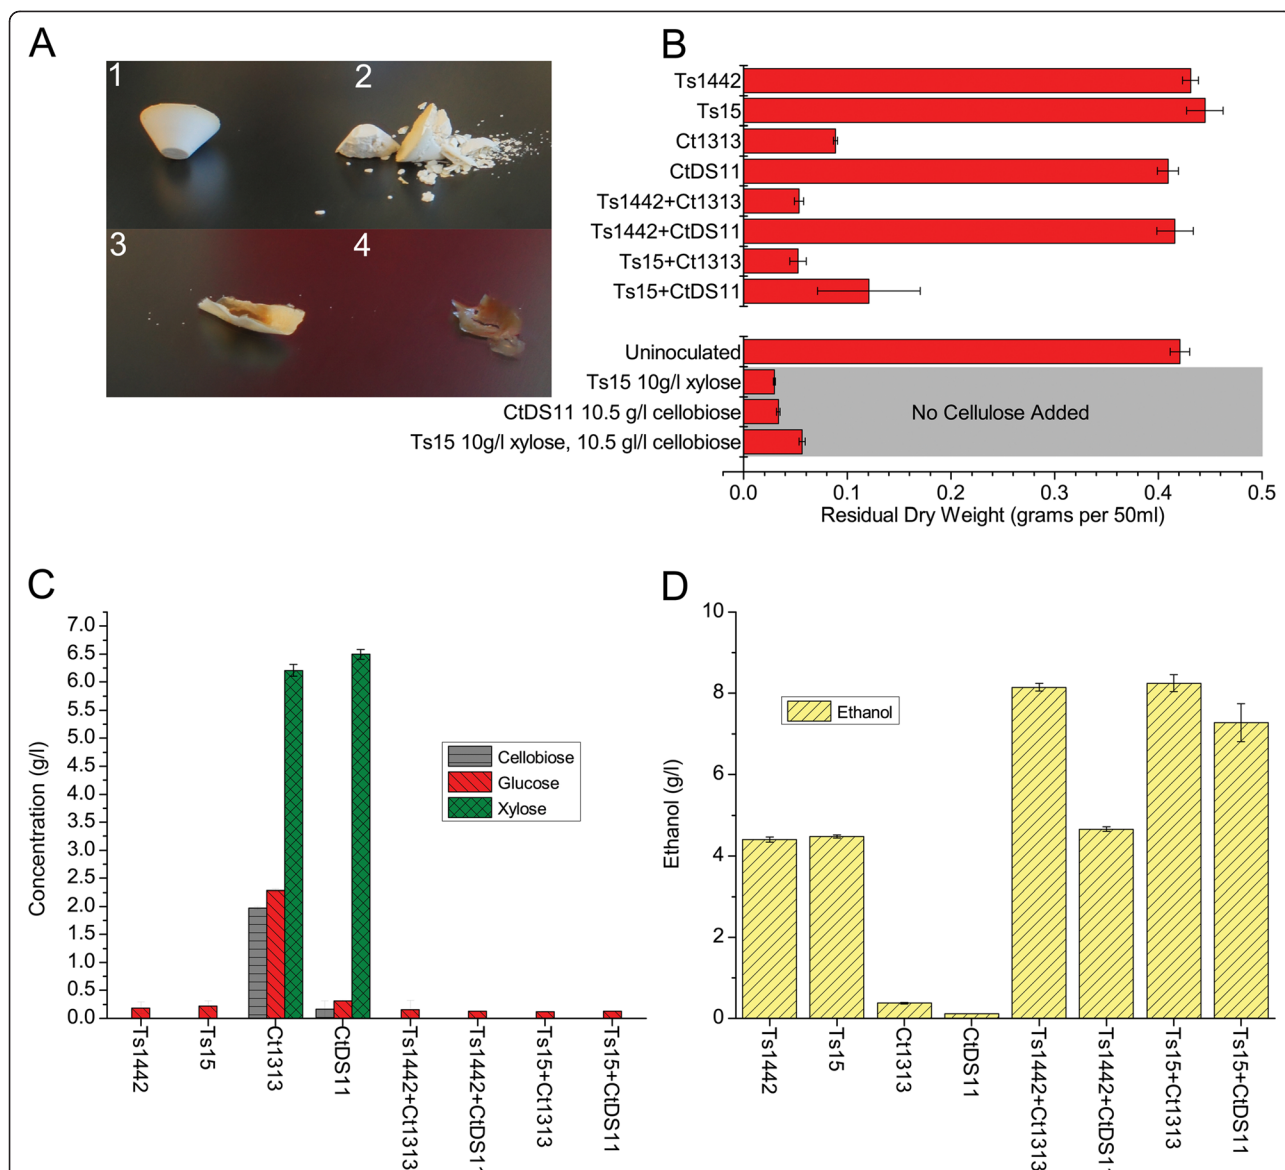 A
1
2
3
4
B
Ts1442
Ts15
Ct1313
CtDS11
Ts1442+Ct1313
Ts1442+CtDS11
Ts15+Ct1313
Ts15+CtDS11
Uninoculated
Ts15 10g/l xylose
CtDS11 10.5 g/l cellobiose
Ts15 10g/l xylose, 10.5 gl/l cellobiose
No Cellulose Added
0.0 0.1 0.2 0.3 0.4 0.5
Residual Dry Weight (grams per 50ml)
C
7.0
6.5
6.0
5.5
5.0
4.5
4.0
3.5
3.0
2.5
2.0
1.5
1.0
0.5
0.0
Concentration (g/l)
Cellobiose
Glucose
Xylose
Ts1442
Ts15
Ct1313
CtDS11
Ts1442+Ct1313
Ts1442+CtDS11
Ts15+Ct1313
Ts15+CtDS11
D
10
8
6
4
2
0
Ethanol (g/l)
Ethanol
Ts1442
Ts15
Ct1313
CtDS11
Ts1442+Ct1313
Ts1442+CtDS11
Ts15+Ct1313
Ts15+CtDS11